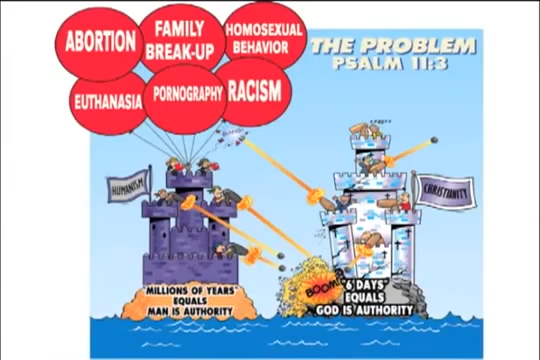 ABORTION
FAMILY
BREAK-UP
HOMOSEXUAL
BEHAVIOR
EUTHANASIA
PORNOGRAPHY
RACISM
THE PROBLEM
PSALM 11:3
HUMANISM
CHRISTIANITY
BOOM!
"MILLIONS OF YEARS"
EQUALS
MAN IS AUTHORITY
"6 DAYS"
EQUALS
GOD IS AUTHORITY